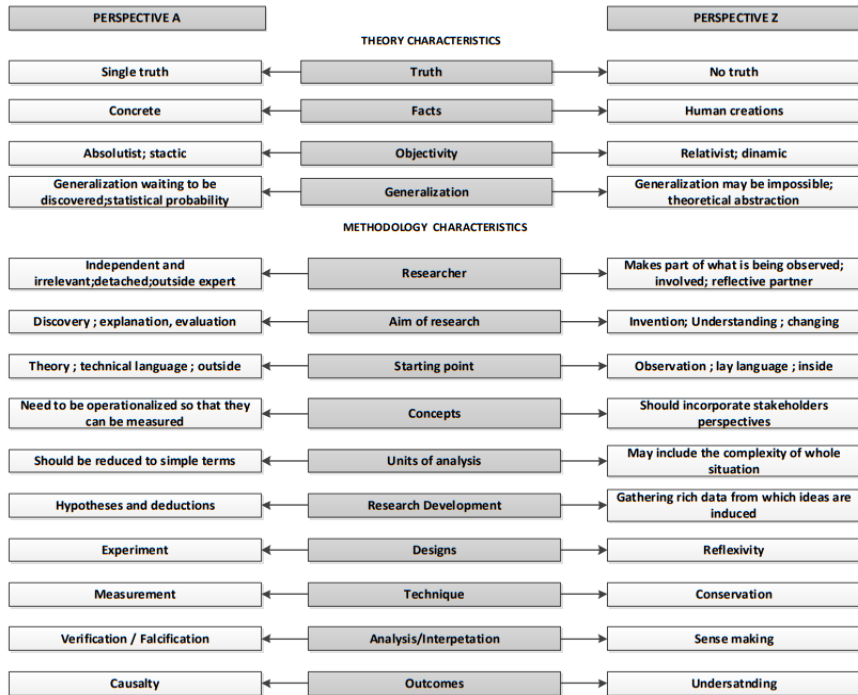 PERSPECTIVE A
PERSPECTIVE Z
THEORY CHARACTERISTICS
Single truth
Truth
No truth
Concrete
Facts
Human creations
Absolutist; stactic
Objectivity
Relativist; dinamic
Generalization waiting to be
discovered;statistical probability
Generalization
Generalization may be impossible;
theoretical abstraction
METHODOLOGY CHARACTERISTICS
Independent and
irrelevant;detached;outside expert
Researcher
Makes part of what is being observed;
involved; reflective partner
Discovery ; explanation, evaluation
Aim of research
Invention; Understanding ; changing
Theory ; technical language ; outside
Starting point
Observation ; lay language ; inside
Need to be operationalized so that they
can be measured
Concepts
Should incorporate stakeholders
perspectives
Should be reduced to simple terms
Units of analysis
May include the complexity of whole
situation
Hypotheses and deductions
Research Development
Gathering rich data from which ideas are
induced
Experiment
Designs
Reflexivity
Measurement
Technique
Conservation
Verification / Falcification
Analysis/Interpetation
Sense making
Causalty
Outcomes
Undersatnding